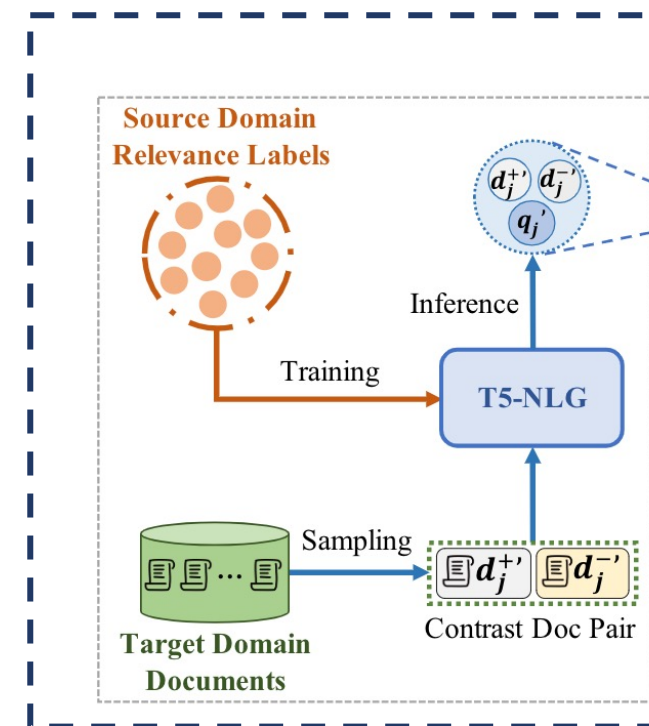 Source Domain
Relevance Labels
d_j^{+'} d_j^{-'}
q_j'
Inference
Training
T5-NLG
Sampling
...
d_j^{+'} d_j^{-'}
Contrast Doc Pair
Target Domain
Documents